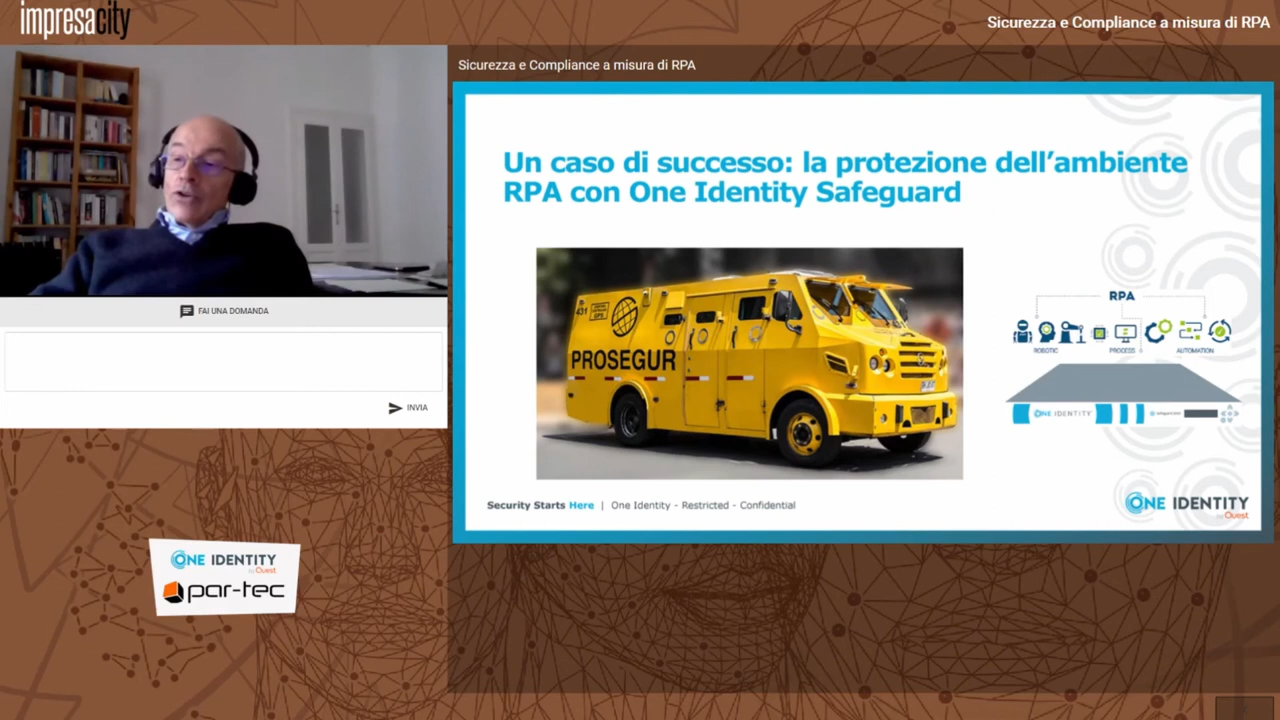 impresacity
Sicurezza e Compliance a misura di RPA
Sicurezza e Compliance a misura di RPA
Un caso di successo: la protezione dell'ambiente
RPA con One Identity Safeguard
431
PROSEGUR
RPA
ROBOTIC PROCESS AUTOMATION
ONE IDENTITY
Security Starts Here | One Identity - Restricted - Confidential
ONE IDENTITY
by Quest
FAI UNA DOMANDA
INVIA
ONE IDENTITY
by Quest
par-tec